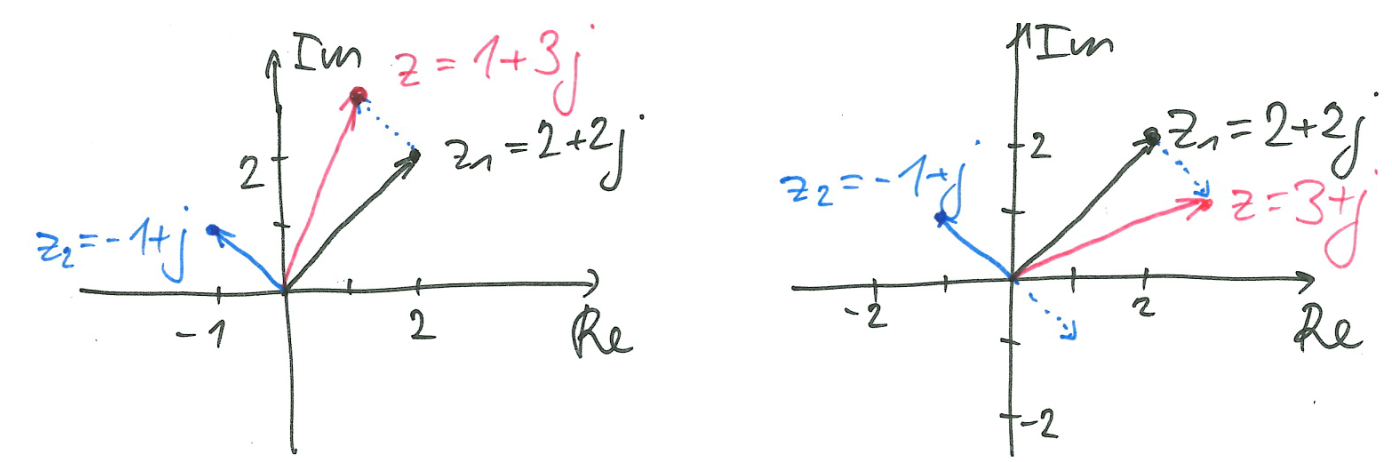 Im
z = 1+3j
z₁ = 2+2j
2
z₂ = -1+j
-1
2
Re
Im
z₁ = 2+2j
2
z₂ = -1+j
z = 3+j
-2
2
Re
-2